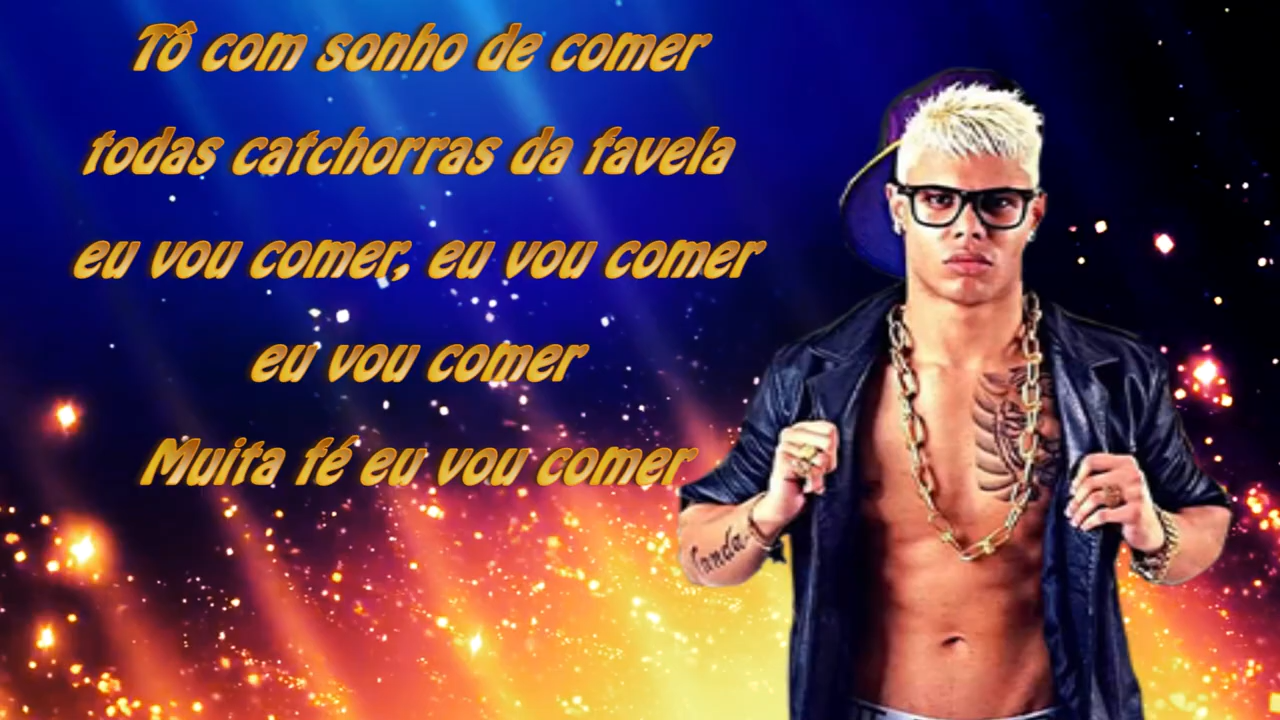 Tô com sonho de comer
todas catchorras da favela
eu vou comer, eu vou comer
eu vou comer
Muita fé eu vou comer